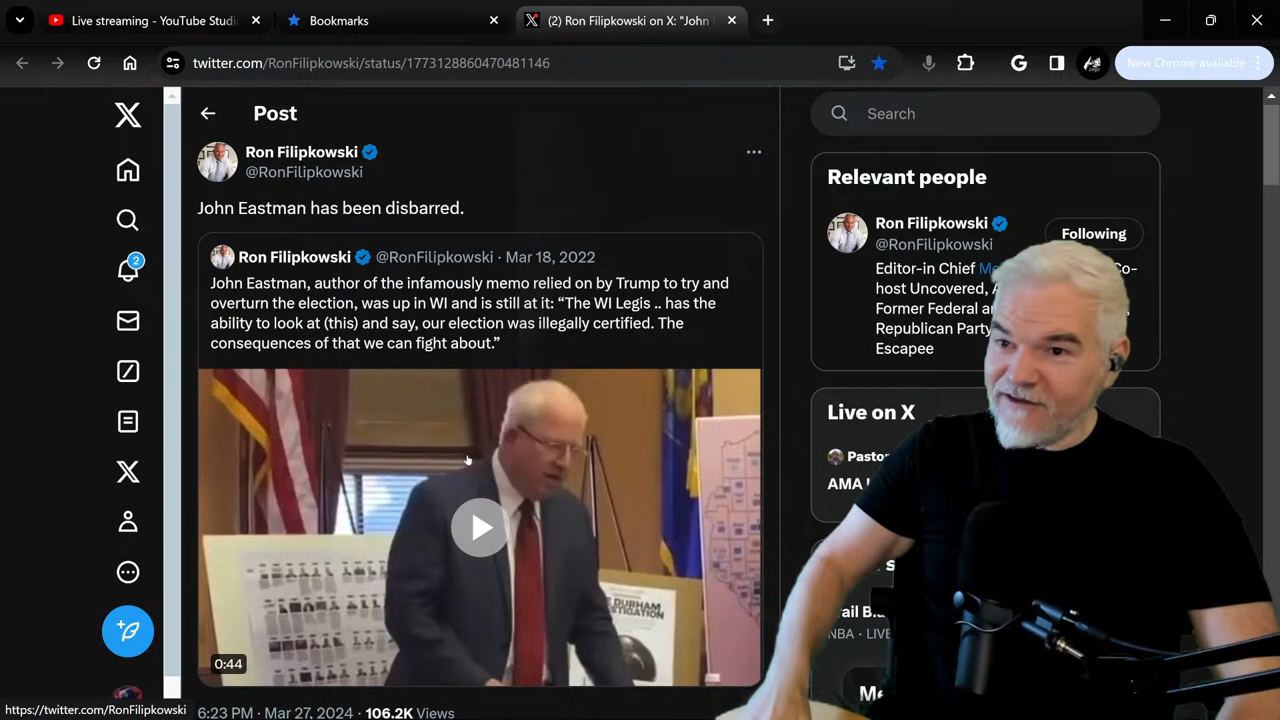 Live streaming - YouTube Studi
Bookmarks
(2) Ron Filipkowski on X: "John
twitter.com/RonFilipkowski/status/1773128860470481146
New Chrome available
Post
Search
Ron Filipkowski
@RonFilipkowski
John Eastman has been disbarred.
Ron Filipkowski @RonFilipkowski · Mar 18, 2022
John Eastman, author of the infamously memo relied on by Trump to try and
overturn the election, was up in WI and is still at it: “The WI Legis .. has the
ability to look at (this) and say, our election was illegally certified. The
consequences of that we can fight about.”
DURHAM
0:44
6:23 PM · Mar 27, 2024 · 106.2K Views
2
Relevant people
Ron Filipkowski
@RonFilipkowski
Following
Editor-in Chief
Co-
host Uncovered,
Former Federal
Republican Party
Escapee
Live on X
Pastor
AMA
NBA · LIVE
https://twitter.com/RonFilipkowski